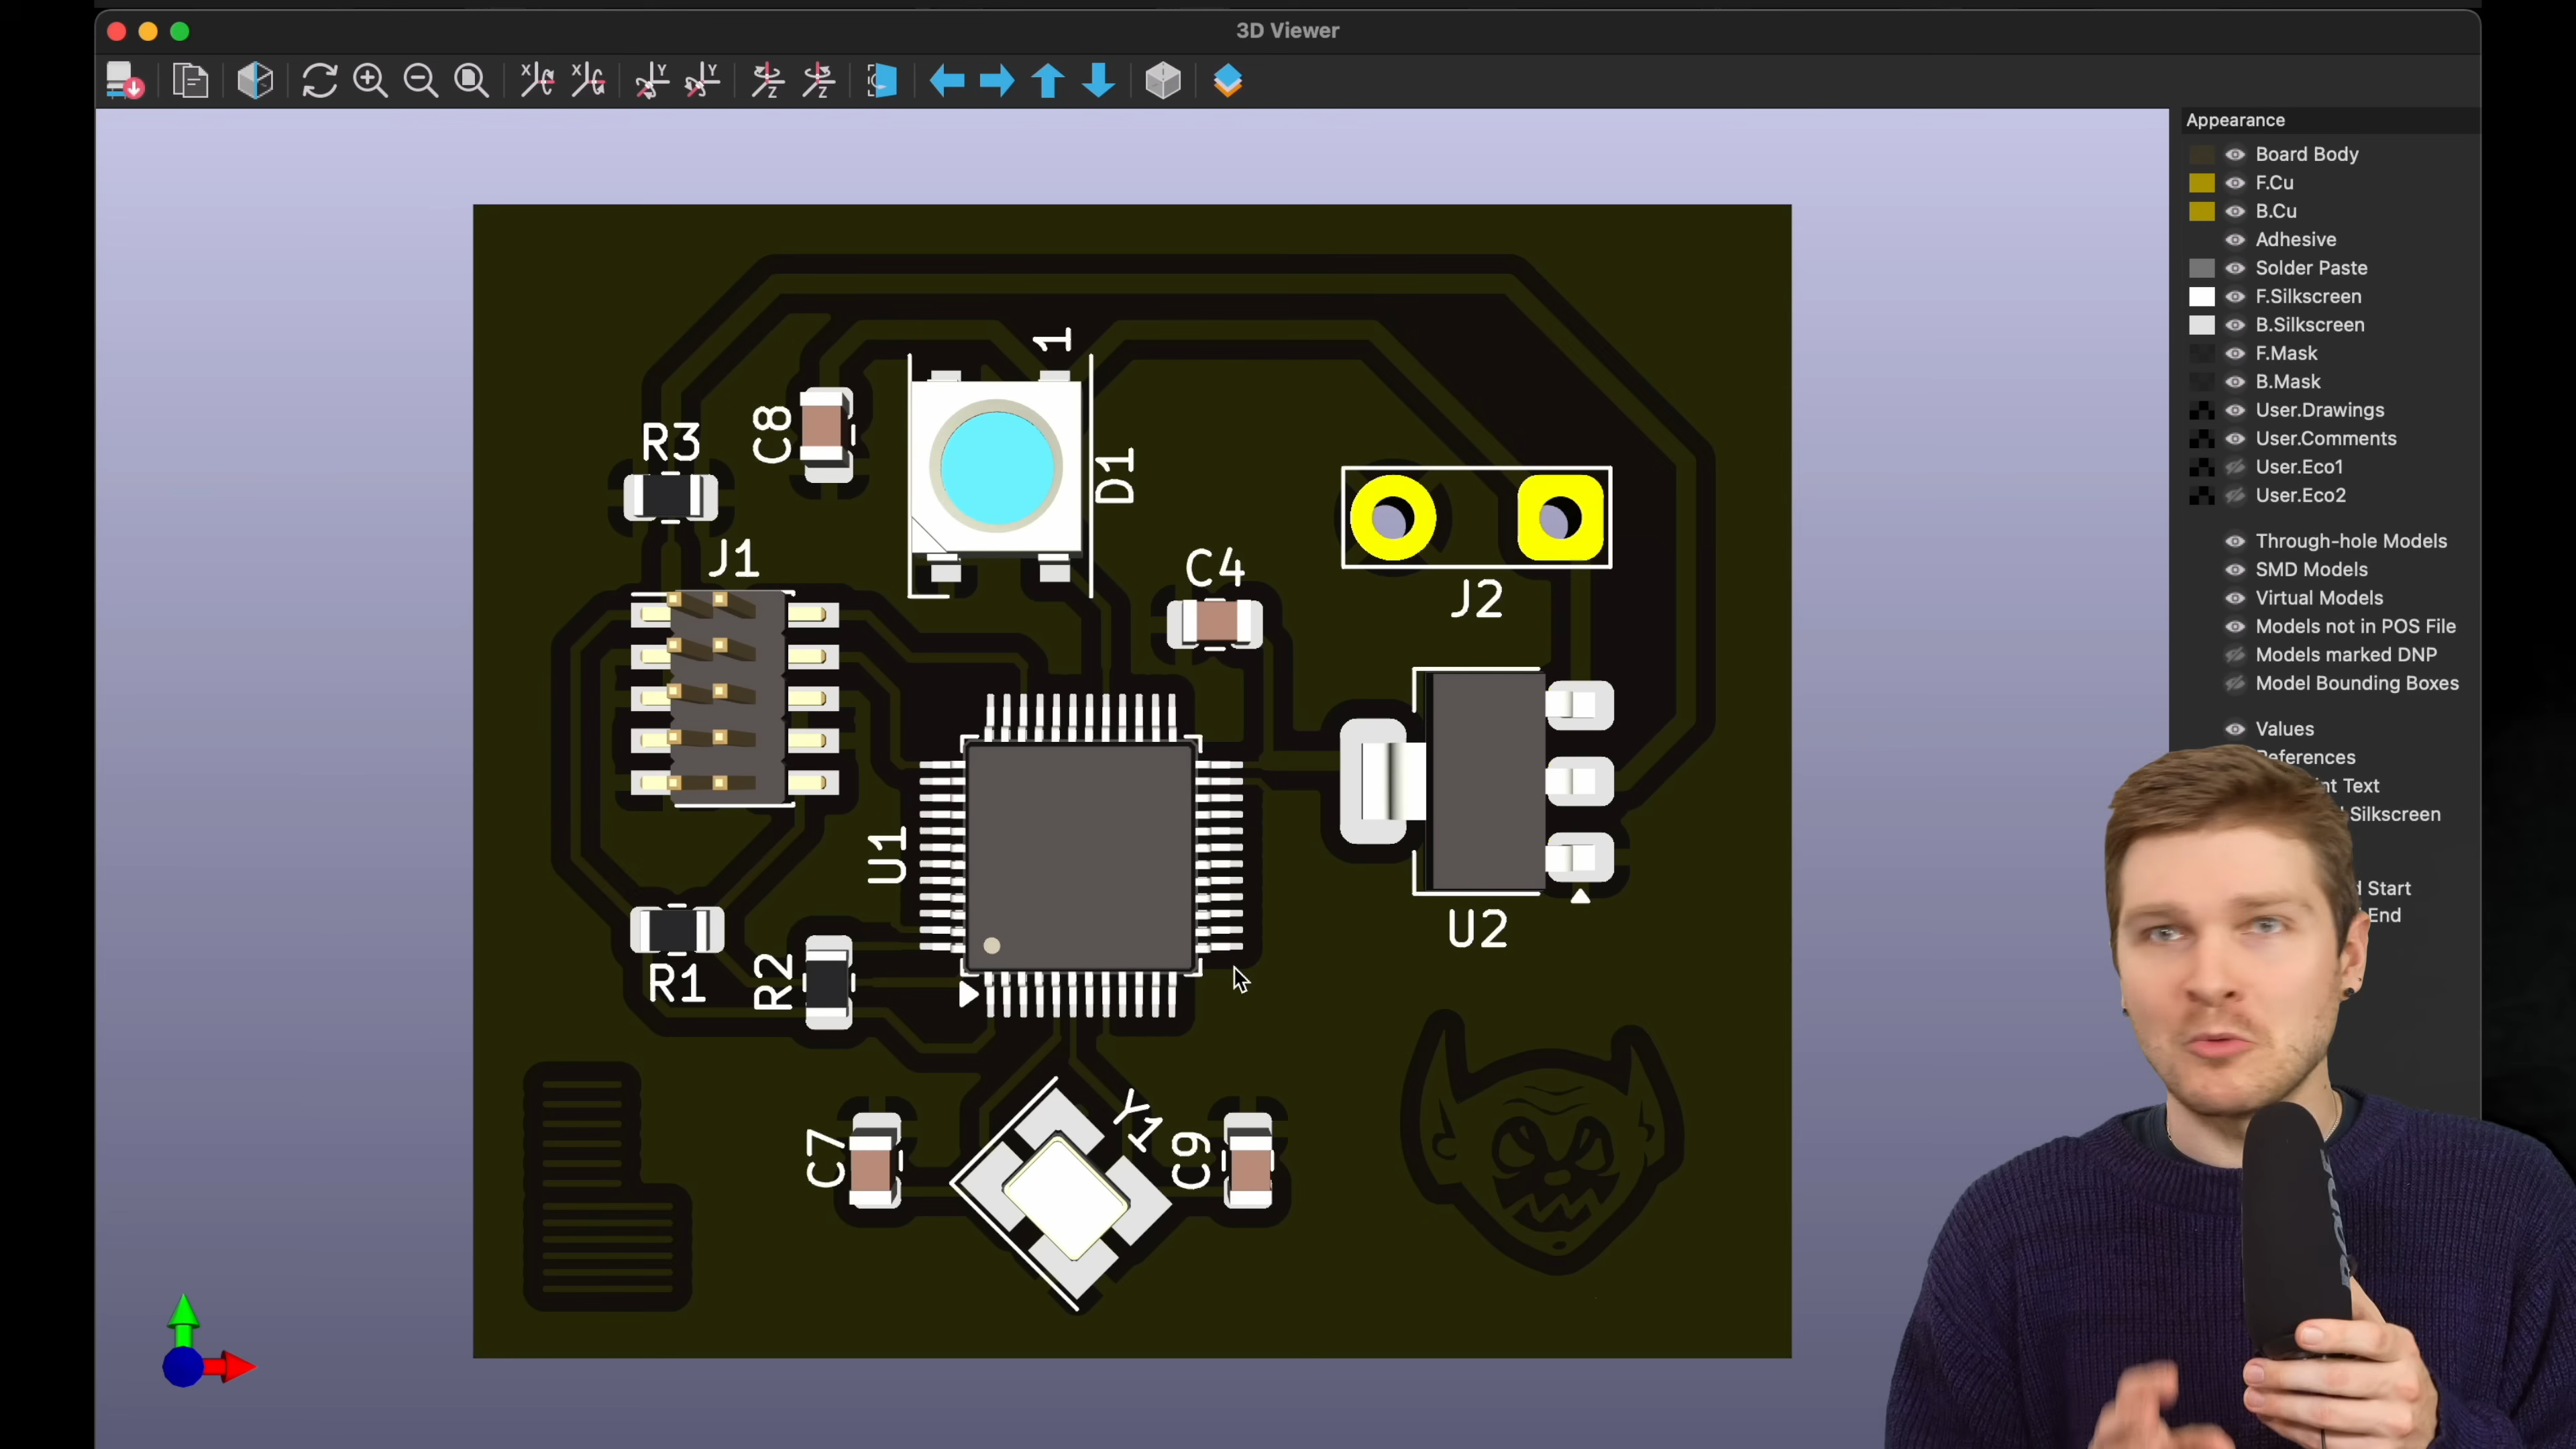 3D Viewer
Appearance
Board Body
F.Cu
B.Cu
Adhesive
Solder Paste
F.Silkscreen
B.Silkscreen
F.Mask
B.Mask
User.Drawings
User.Comments
User.Eco1
User.Eco2
Through-hole Models
SMD Models
Virtual Models
Models not in POS File
Models marked DNP
Model Bounding Boxes
Values
Silkscreen
Start
End
1
C8
R3
D1
J1
C4
J2
U1
U2
R1
R2
Y1
C7
C9
X
X
Y
Y
Z
Z
RODE